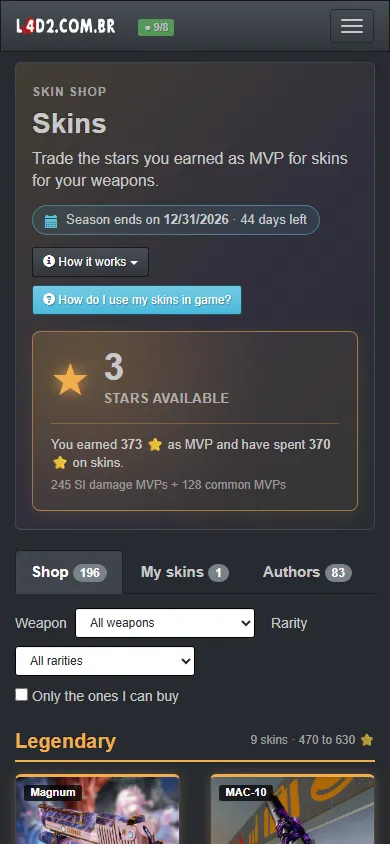 L4D2.COM.BR
● 9/8
SKIN SHOP
Skins
Trade the stars you earned as MVP for skins
for your weapons.
Season ends on 12/31/2026 · 44 days left
How it works
How do I use my skins in game?
3
STARS AVAILABLE
You earned 373 as MVP and have spent 370
on skins.
245 SI damage MVPs + 128 common MVPs
Shop 196 My skins 1 Authors 83
Weapon All weapons Rarity
All rarities
Only the ones I can buy
Legendary 9 skins · 470 to 630
Magnum MAC-10